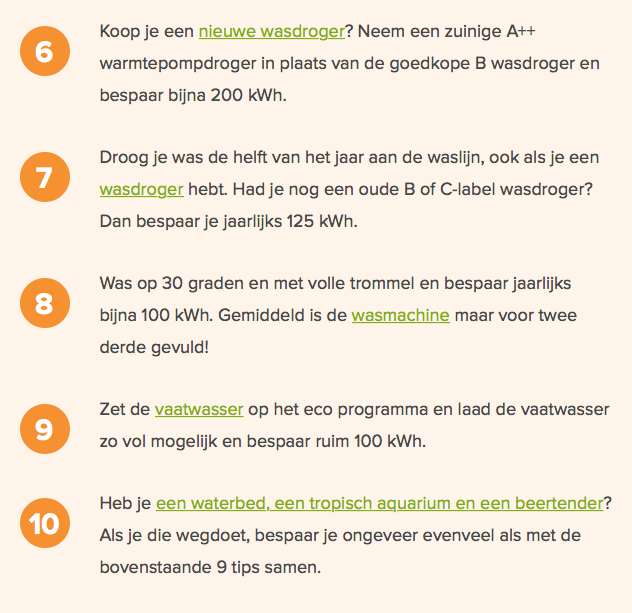 6
Koop je een nieuwe wasdroger? Neem een zuinige A++
warmtepompdroger in plaats van de goedkope B wasdroger en
bespaar bijna 200 kWh.
7
Droog je was de helft van het jaar aan de waslijn, ook als je een
wasdroger hebt. Had je nog een oude B of C-label wasdroger?
Dan bespaar je jaarlijks 125 kWh.
8
Was op 30 graden en met volle trommel en bespaar jaarlijks
bijna 100 kWh. Gemiddeld is de wasmachine maar voor twee
derde gevuld!
9
Zet de vaatwasser op het eco programma en laad de vaatwasser
zo vol mogelijk en bespaar ruim 100 kWh.
10
Heb je een waterbed, een tropisch aquarium en een beertender?
Als je die wegdoet, bespaar je ongeveer evenveel als met de
bovenstaande 9 tips samen.